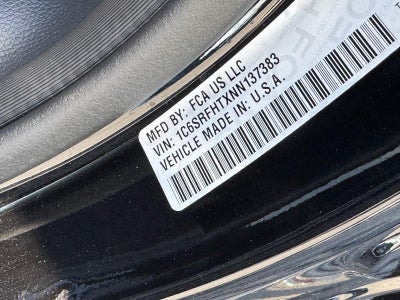 MFD BY: FCA US LLC
VIN: 1C6SRFHTXNN137383
VEHICLE MADE IN: U.S.A.